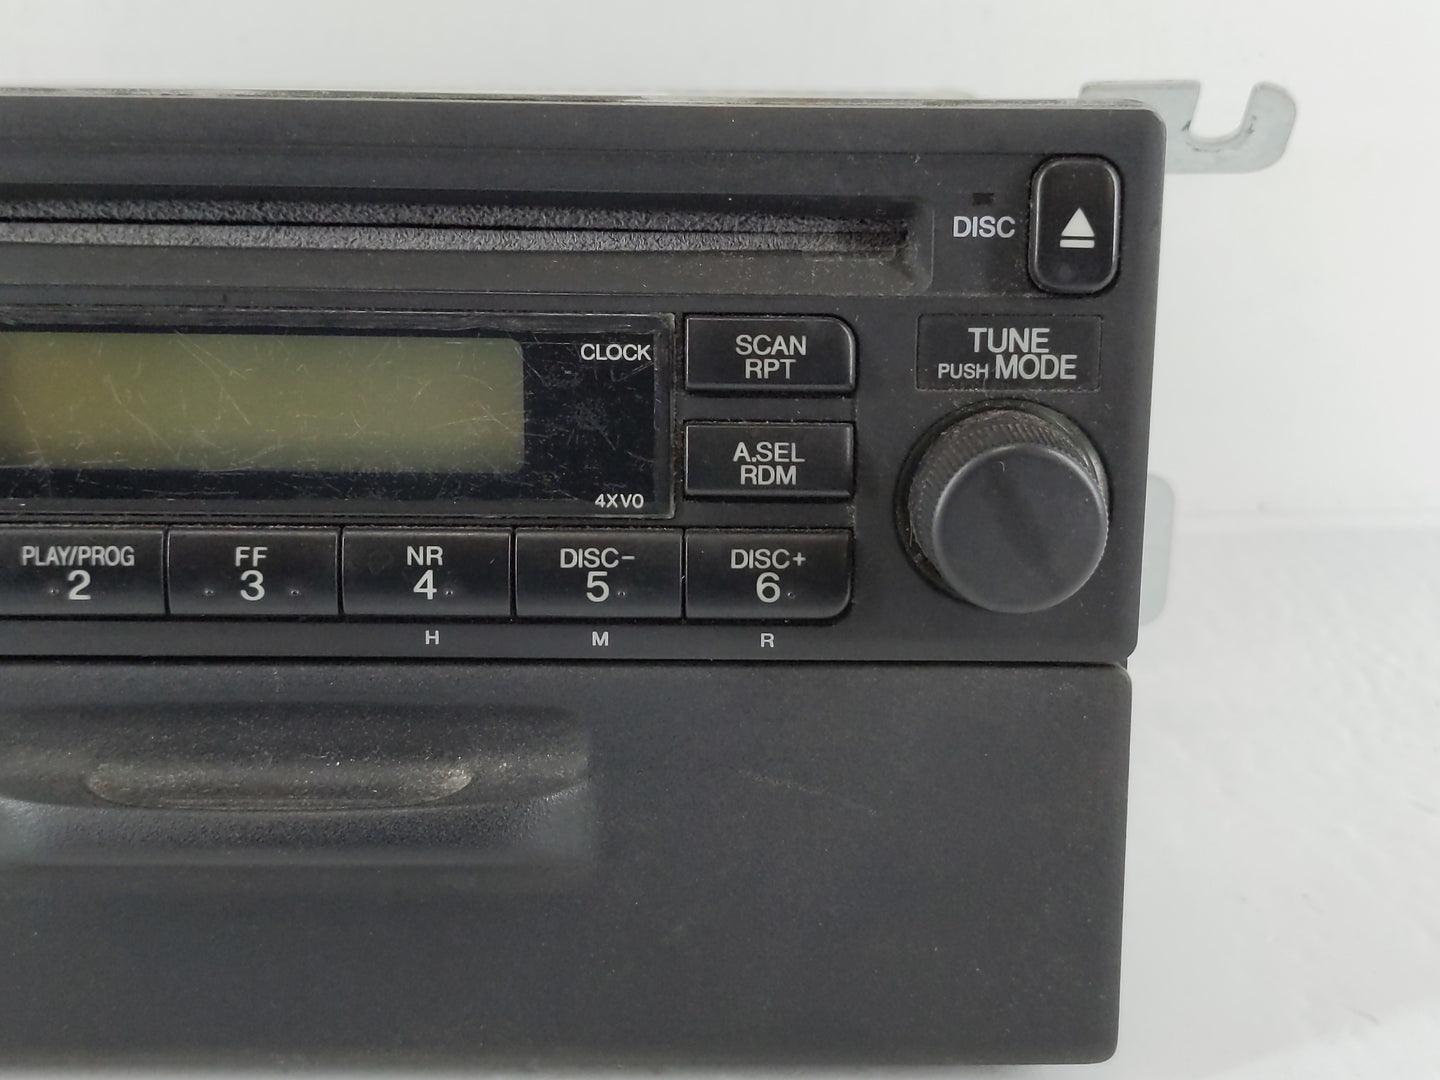 DISC
CLOCK
SCAN
RPT
TUNE
PUSH MODE
A.SEL
RDM
4XV0
PLAY/PROG
2
FF
3
NR
4
DISC-
5
DISC+
6
H
M
R